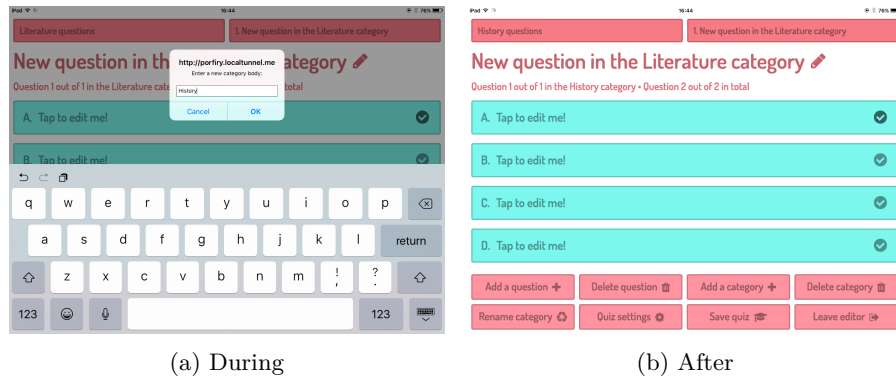 iPad
16:44
76%
Literature questions
1. New question in the Literature category
New question in th
ategory
Question 1 out of 1 in the Literature cate
total
http://porfiry.localtunnel.me
Enter a new category body:
History
Cancel
OK
A. Tap to edit me!
B. Tap to edit me!
q w e r t y u i o p
a s d f g h j k l return
z x c v b n m ! , ? .
123
123
(a) During
iPad
16:44
76%
History questions
1. New question in the Literature category
New question in the Literature category
Question 1 out of 1 in the History category • Question 2 out of 2 in total
A. Tap to edit me!
B. Tap to edit me!
C. Tap to edit me!
D. Tap to edit me!
Add a question
Delete question
Add a category
Delete category
Rename category
Quiz settings
Save quiz
Leave editor
(b) After